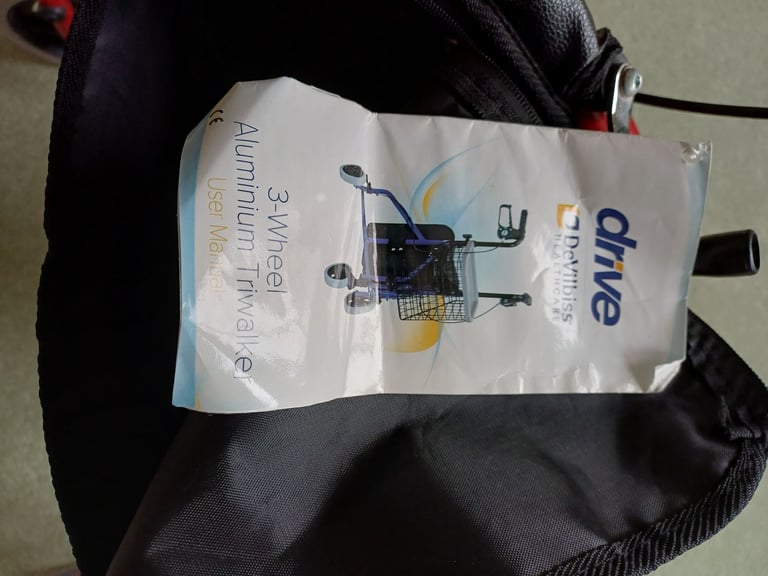 drive
DeVilbiss
HEALTHCARE
3-Wheel
Aluminium Triwalker
User Manual
CE